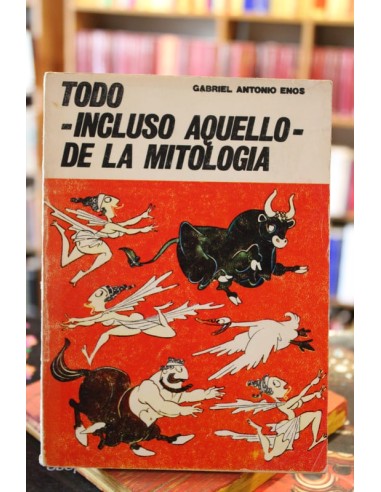 GABRIEL ANTONIO ENOS
TODO
-INCLUSO AQUELLO-
DE LA MITOLOGIA